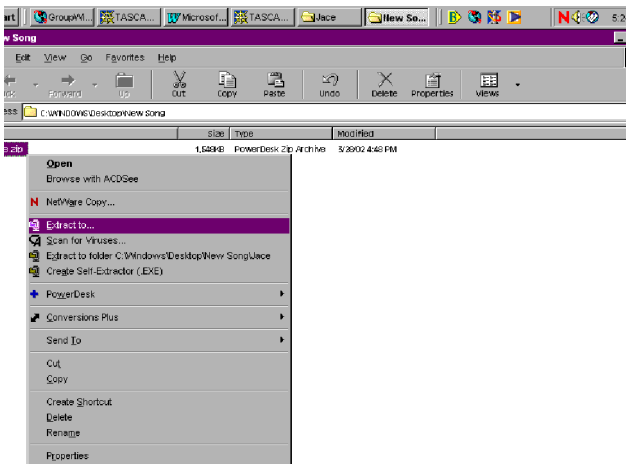 art GroupWi... TASCA... Microsof... TASCA... Jace New So... 5:2
w Song
Edit View Go Favorites Help
Forward Up Cut Copy Paste Undo Delete Properties Views
ess C:\WINDOWS\Desktop\New Song
Size Type Modified
e.zip 1,549KB PowerDesk Zip Archive 3/28/02 4:48 PM
Open
Browse with ACDSee
NetWare Copy...
Extract to...
Scan for Viruses...
Extract to folder C:\Windows\Desktop\New Song\Jace
Create Self-Extractor (.EXE)
PowerDesk
Conversions Plus
Send To
Cut
Copy
Create Shortcut
Delete
Rename
Properties